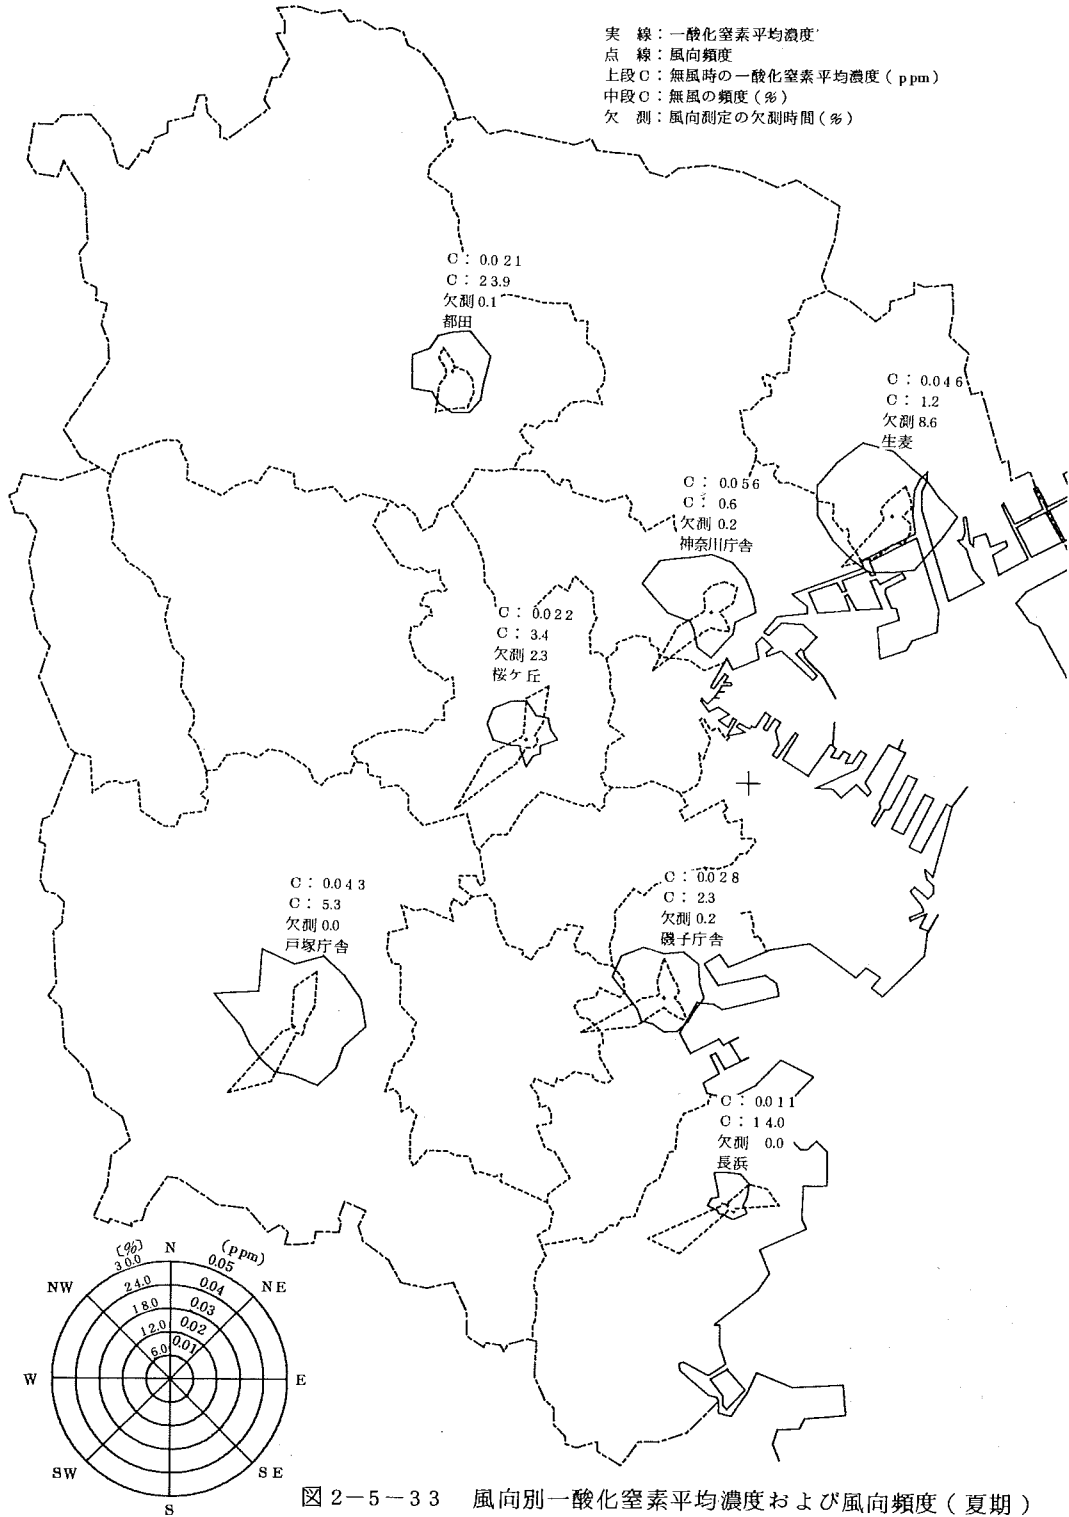 実 線：一酸化窒素平均濃度
点 線：風向頻度
上段C：無風時の一酸化窒素平均濃度（ppm）
中段C：無風の頻度（%）
欠 測：風向測定の欠測時間（%）
C：0.021
C：23.9
欠測 0.1
都田
C：0.046
C：1.2
欠測 8.6
生麦
C：0.056
C：0.6
欠測 0.2
神奈川庁舎
C：0.022
C：3.4
欠測 2.3
桜ケ丘
C：0.043
C：5.3
欠測 0.0
戸塚庁舎
C：0.028
C：2.3
欠測 0.2
磯子庁舎
C：0.011
C：14.0
欠測 0.0
長浜
〔%〕 N （ppm）
30.0 0.05
NW 24.0 0.04 NE
18.0 0.03
12.0 0.02
6.0 0.01
W E
SW SE
S
図2－5－33 風向別一酸化窒素平均濃度および風向頻度（夏期）